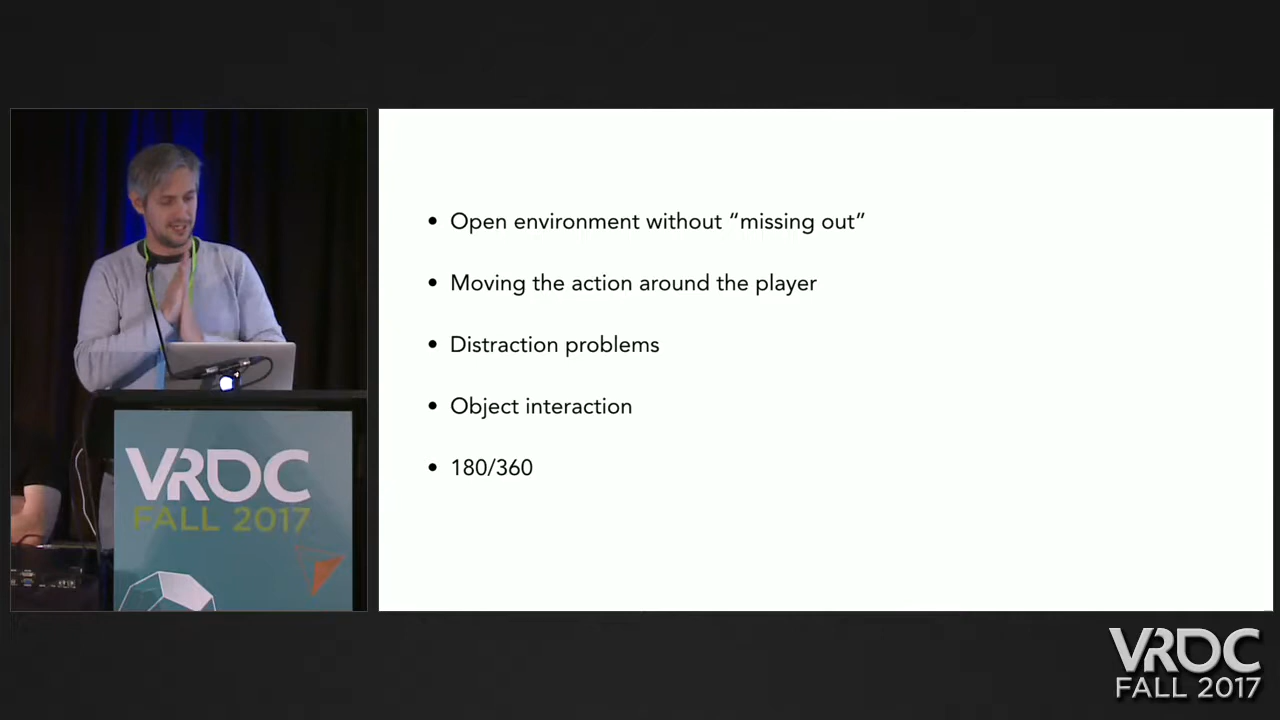 • Open environment without “missing out”
• Moving the action around the player
• Distraction problems
• Object interaction
• 180/360
VRDC
FALL 2017
VRDC
FALL 2017